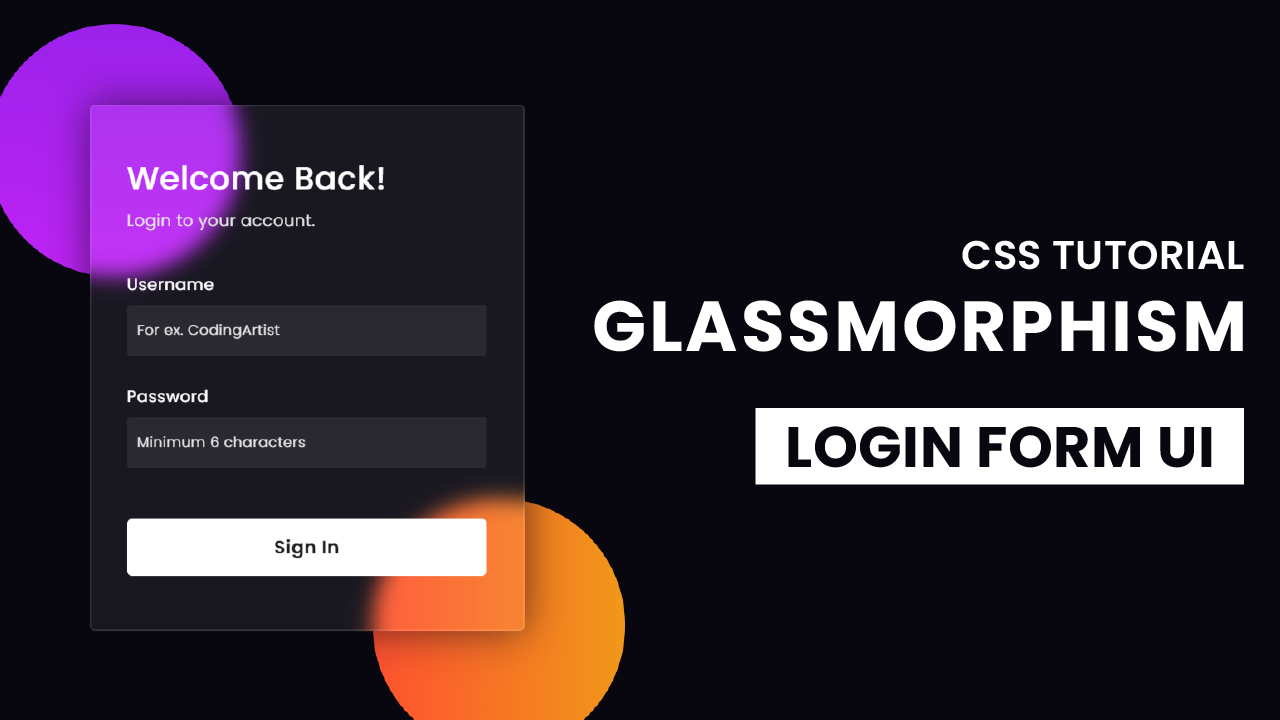 Welcome Back!
Login to your account.
Username
For ex. CodingArtist
Password
Minimum 6 characters
Sign In
CSS TUTORIAL
GLASSMORPHISM
LOGIN FORM UI